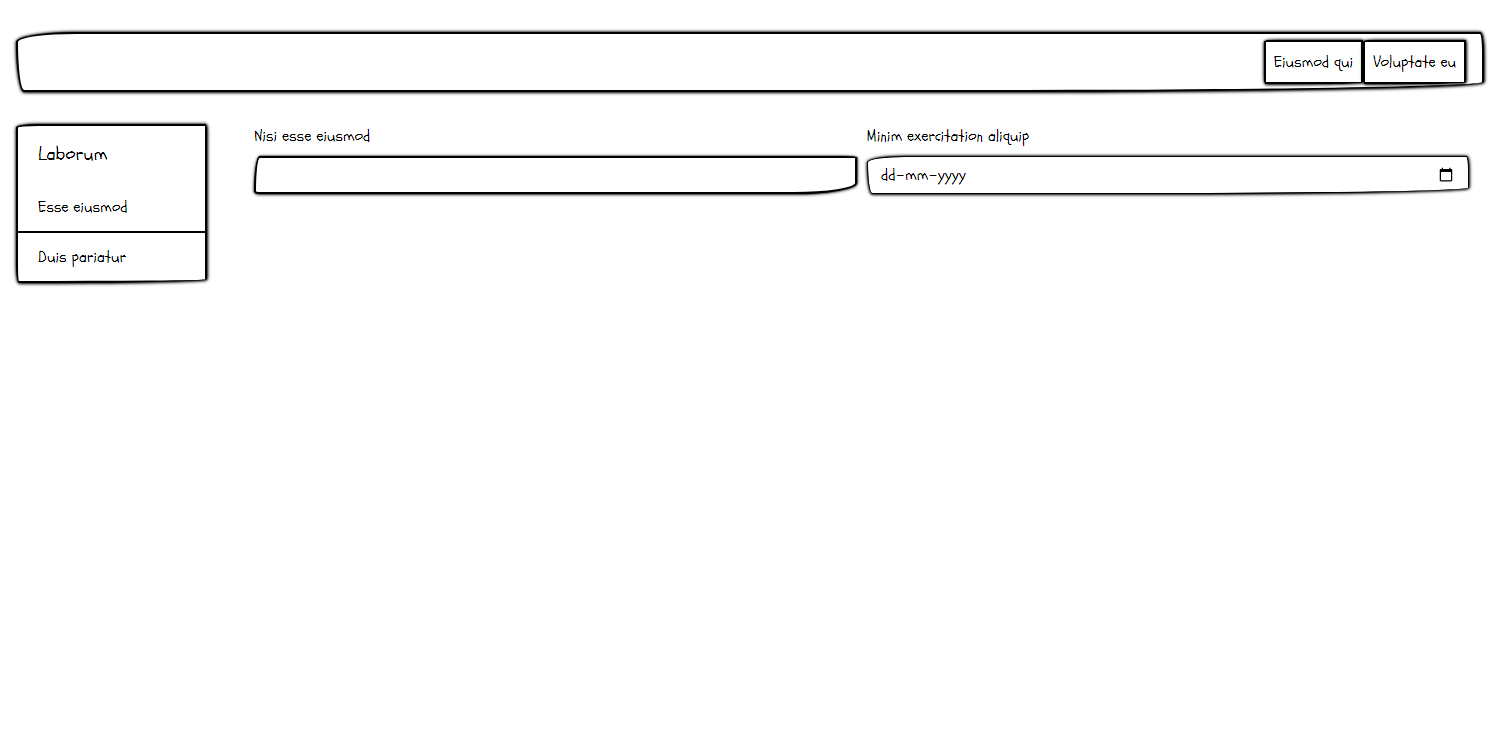 Eiusmod qui Voluptate eu
Laborum
Esse eiusmod
Duis pariatur
Nisi esse eiusmod
Minim exercitation aliquip
dd-mm-yyyy